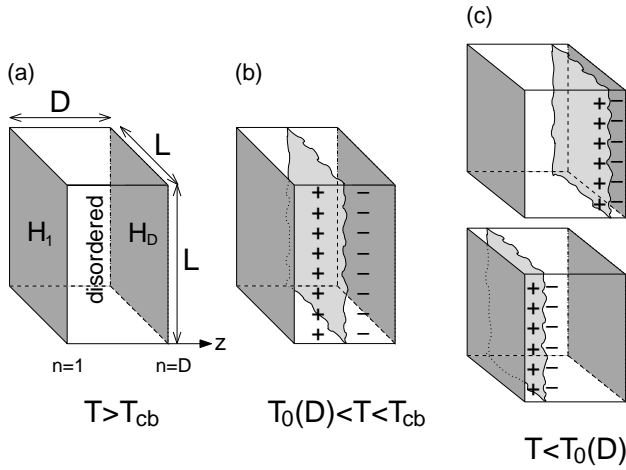 (a)
D
L
H1
disordered
HD
L
z
n=1
n=D
T>Tcb
(b)
+ −
+ −
+ −
+ −
+ −
+ −
+ −
+ −
T0(D)<T<Tcb
(c)
+ −
+ −
+ −
+ −
+ −
+ −
+ −
+ −
+ −
+ −
+ −
+ −
T<T0(D)